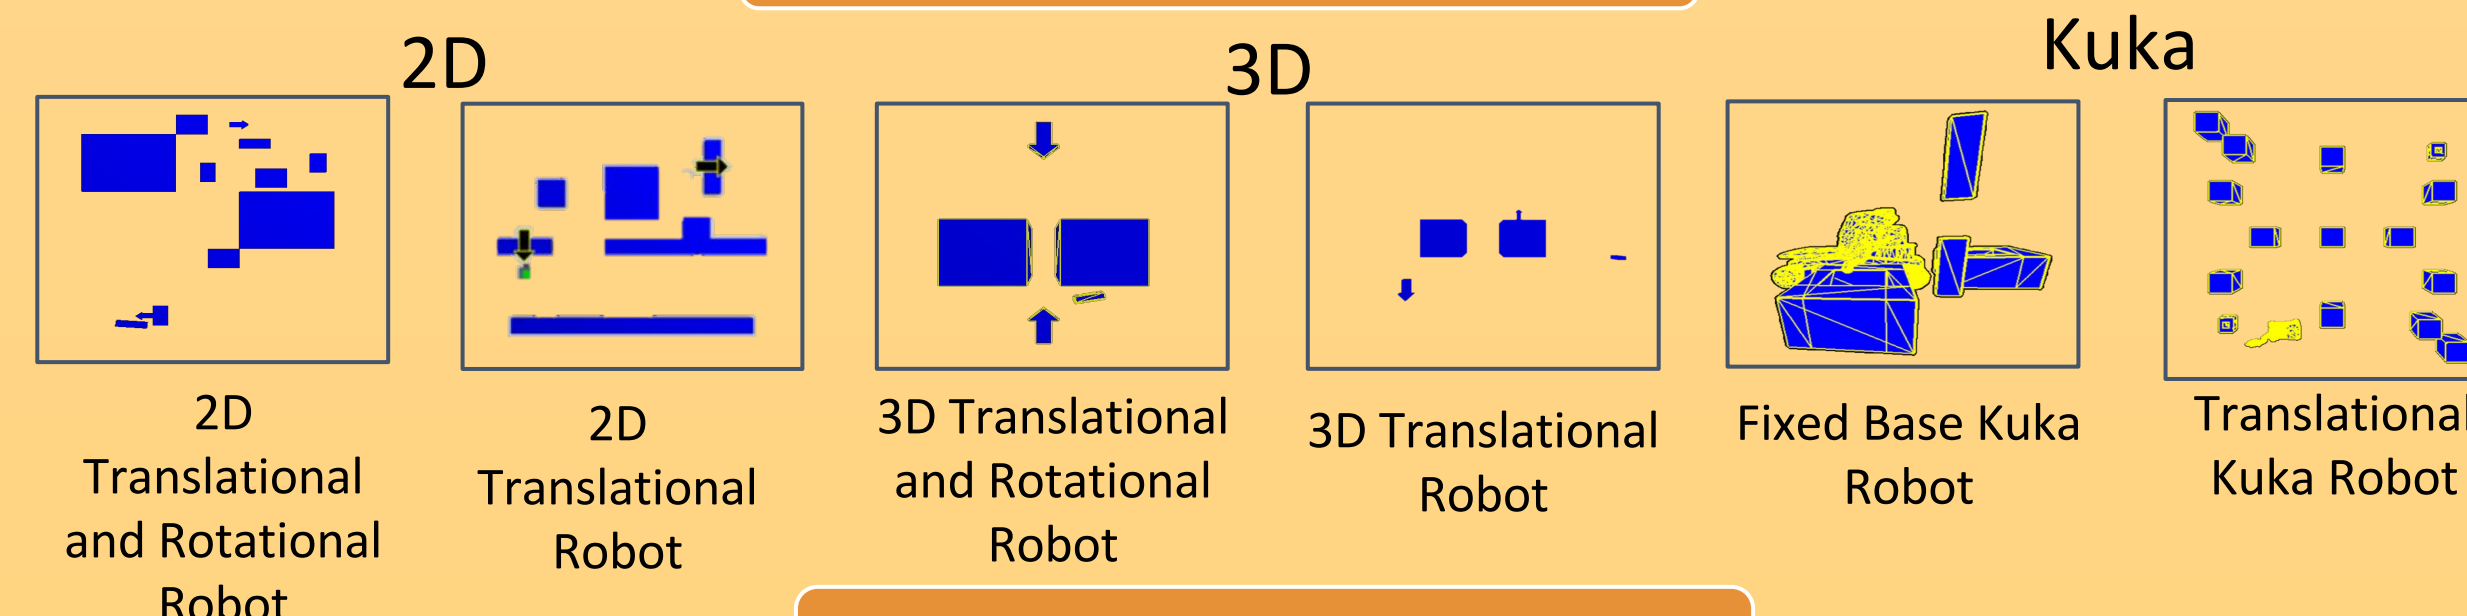 2D
3D
Kuka
2D
Translational
and Rotational
Robot
2D
Translational
Robot
3D Translational
and Rotational
Robot
3D Translational
Robot
Fixed Base Kuka
Robot
Translational
Kuka Robot